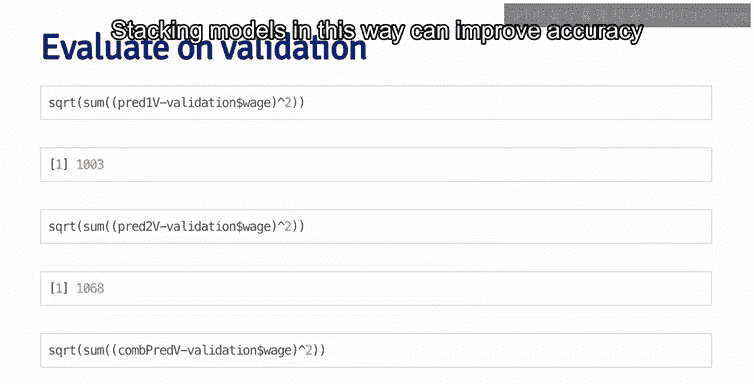 Stacking models in this way can improve accuracy
Evaluate on validation
sqrt(sum((pred1V-validation$wage)^2))
[1] 1003
sqrt(sum((pred2V-validation$wage)^2))
[1] 1068
sqrt(sum((combPredV-validation$wage)^2))